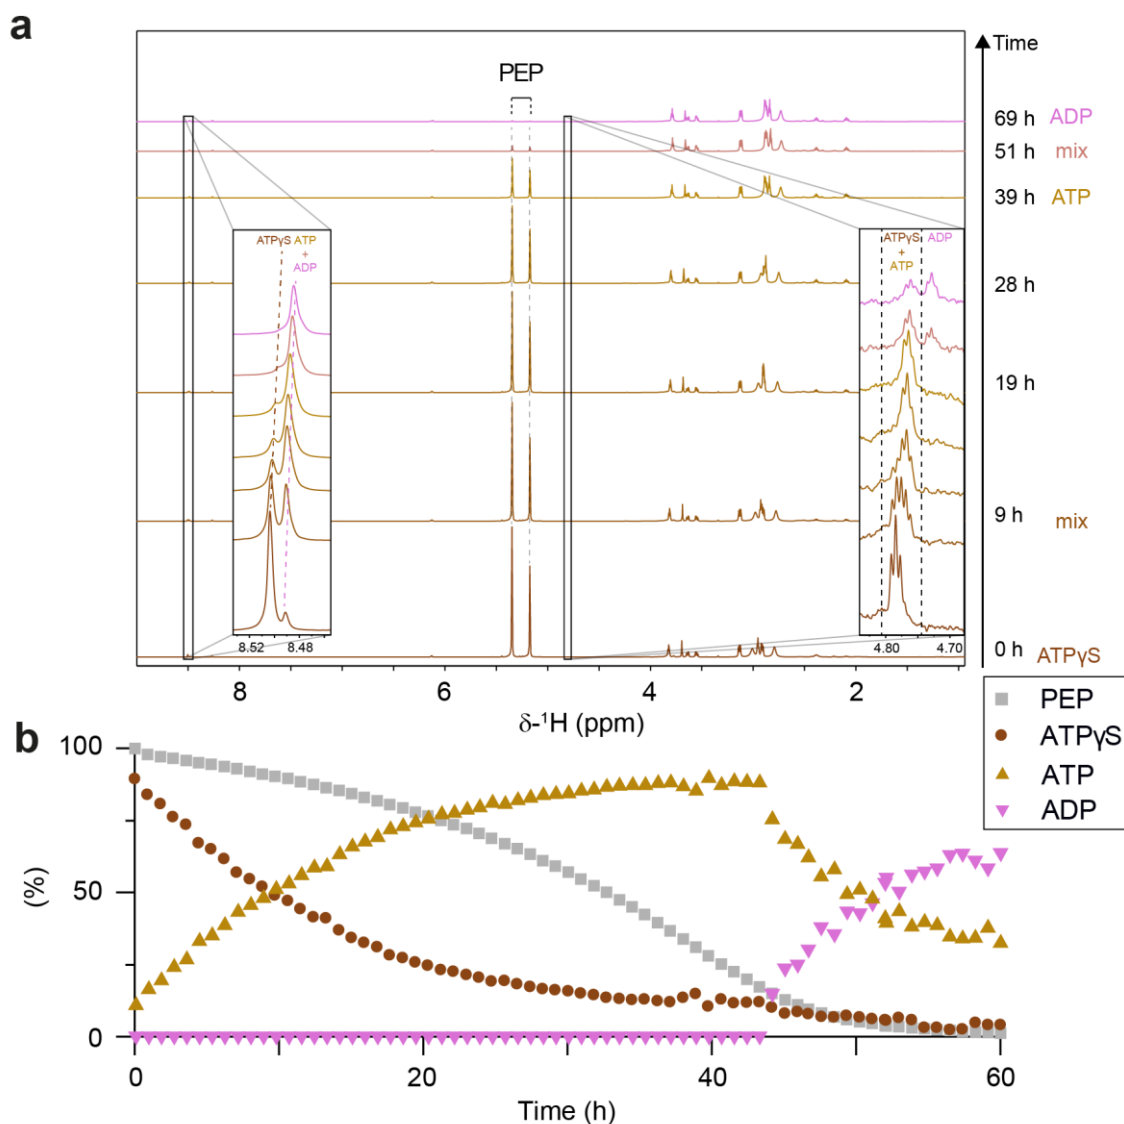 a
Time
PEP
69 h ADP
51 h mix
39 h ATP
28 h
19 h
9 h mix
0 h ATPγS
ATPγS ATP
+
ADP
8.52 8.48
ATPγS ADP
+
ATP
4.80 4.70
8 6 4 2
δ-¹H (ppm)
b
PEP
ATPγS
ATP
ADP
100
50
0
(%)
0 20 40 60
Time (h)